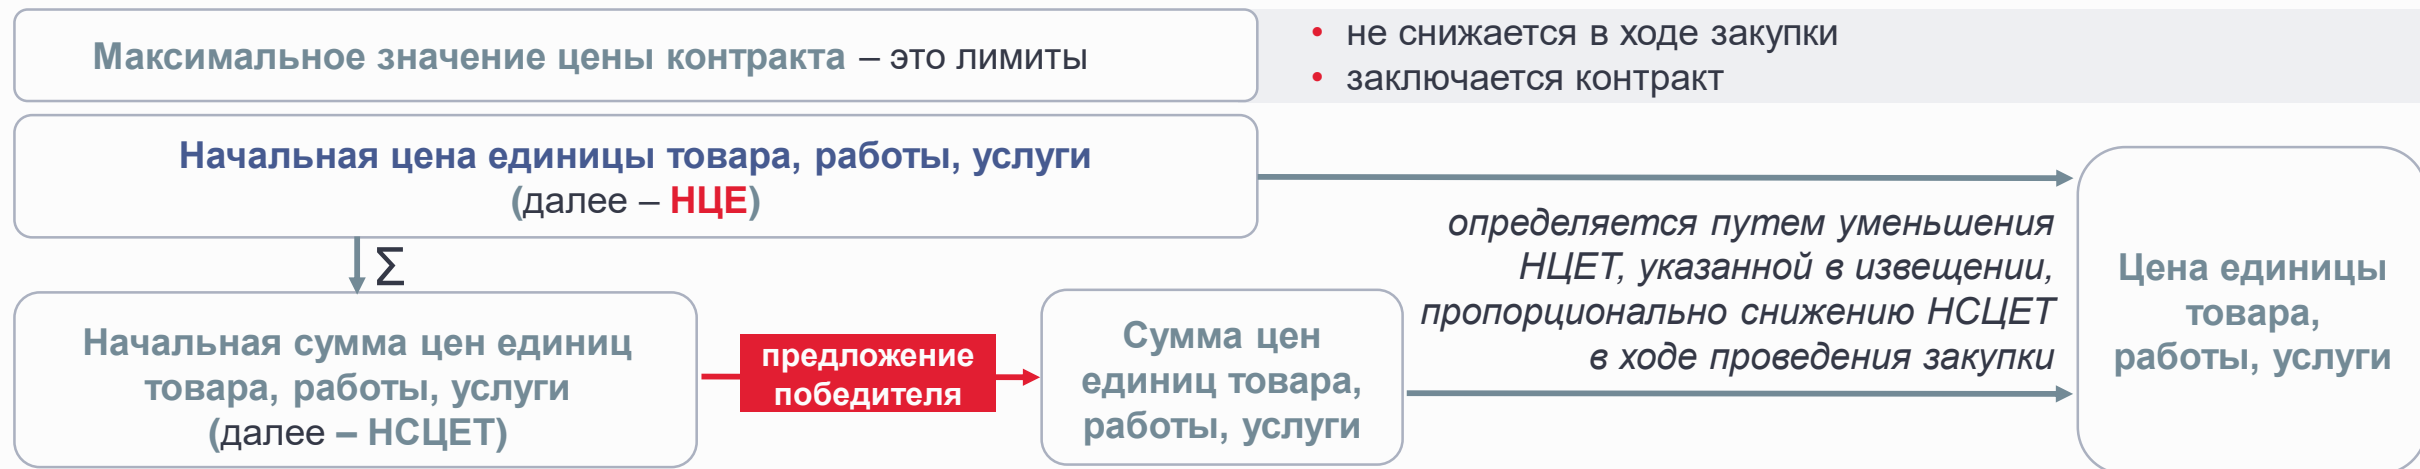 Максимальное значение цены контракта – это лимиты
• не снижается в ходе закупки
• заключается контракт
Начальная цена единицы товара, работы, услуги
(далее – НЦЕ)
Σ
Начальная сумма цен единиц
товара, работы, услуги
(далее – НСЦЕТ)
предложение
победителя
Сумма цен
единиц товара,
работы, услуги
определяется путем уменьшения
НЦЕТ, указанной в извещении,
пропорционально снижению НСЦЕТ
в ходе проведения закупки
Цена единицы
товара,
работы, услуги